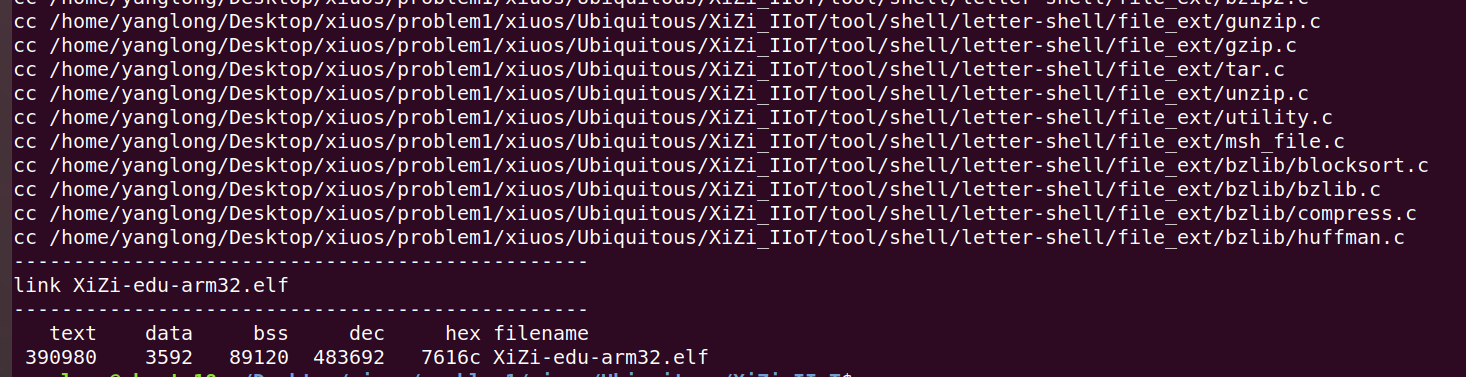 cc /home/yanglong/Desktop/xiuos/problem1/xiuos/Ubiquitous/XiZi_IIoT/tool/shell/letter-shell/file_ext/bzip2.c
cc /home/yanglong/Desktop/xiuos/problem1/xiuos/Ubiquitous/XiZi_IIoT/tool/shell/letter-shell/file_ext/gunzip.c
cc /home/yanglong/Desktop/xiuos/problem1/xiuos/Ubiquitous/XiZi_IIoT/tool/shell/letter-shell/file_ext/gzip.c
cc /home/yanglong/Desktop/xiuos/problem1/xiuos/Ubiquitous/XiZi_IIoT/tool/shell/letter-shell/file_ext/tar.c
cc /home/yanglong/Desktop/xiuos/problem1/xiuos/Ubiquitous/XiZi_IIoT/tool/shell/letter-shell/file_ext/unzip.c
cc /home/yanglong/Desktop/xiuos/problem1/xiuos/Ubiquitous/XiZi_IIoT/tool/shell/letter-shell/file_ext/utility.c
cc /home/yanglong/Desktop/xiuos/problem1/xiuos/Ubiquitous/XiZi_IIoT/tool/shell/letter-shell/file_ext/msh_file.c
cc /home/yanglong/Desktop/xiuos/problem1/xiuos/Ubiquitous/XiZi_IIoT/tool/shell/letter-shell/file_ext/bzlib/blocksort.c
cc /home/yanglong/Desktop/xiuos/problem1/xiuos/Ubiquitous/XiZi_IIoT/tool/shell/letter-shell/file_ext/bzlib/bzlib.c
cc /home/yanglong/Desktop/xiuos/problem1/xiuos/Ubiquitous/XiZi_IIoT/tool/shell/letter-shell/file_ext/bzlib/compress.c
cc /home/yanglong/Desktop/xiuos/problem1/xiuos/Ubiquitous/XiZi_IIoT/tool/shell/letter-shell/file_ext/bzlib/huffman.c
------------------------------------------------
link XiZi-edu-arm32.elf
------------------------------------------------
   text    data     bss     dec     hex filename
 390980    3592   89120  483692   7616c XiZi-edu-arm32.elf